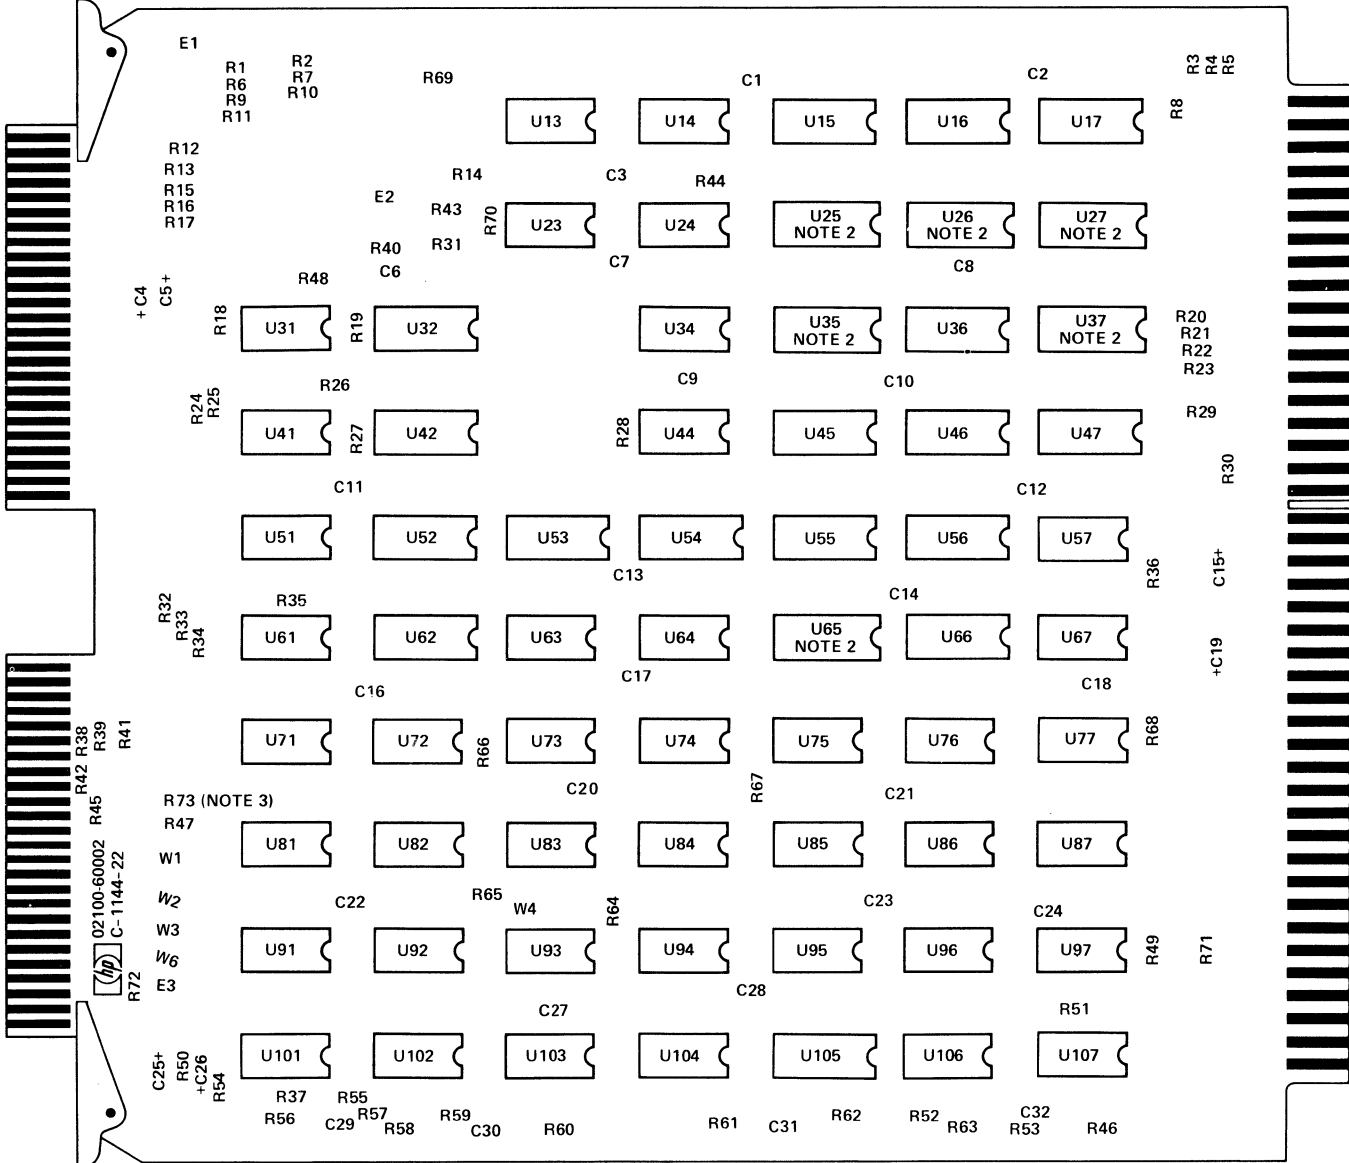 E1
R1
R6
R9
R11
R2
R7
R10
R69
C1
C2
R3
R4
R5
R8
U13
U14
U15
U16
U17
R12
R13
R15
R16
R17
R14
C3
R44
E2
R43
R70
R40
R31
C6
U23
U24
U25
NOTE 2
U26
NOTE 2
U27
NOTE 2
C7
C8
+C4
C5+
R48
R18
U31
R19
U32
U34
U35
NOTE 2
U36
U37
NOTE 2
R20
R21
R22
R23
R24
R25
R26
C9
C10
R29
U41
R27
U42
R28
U44
U45
U46
U47
R30
C11
C12
U51
U52
U53
U54
U55
U56
U57
R36
C15+
C13
C14
R32
R33
R34
R35
U61
U62
U63
U64
U65
NOTE 2
U66
U67
+C19
C16
C17
C18
R38
R39
R41
U71
U72
R66
U73
U74
U75
U76
U77
R68
R42
R45
R73 (NOTE 3)
R47
C20
R67
C21
U81
U82
U83
U84
U85
U86
U87
W1
W2
W3
W6
E3
02100-60002
C-1144-22
hp
R72
C22
R65
W4
R64
C23
C24
U91
U92
U93
U94
U95
U96
U97
R49
R71
C27
C28
R51
C25+
R50
+C26
R54
U101
U102
U103
U104
U105
U106
U107
R37
R56
R55
C29
R57
R58
R59
C30
R60
R61
C31
R62
R52
R63
C32
R53
R46